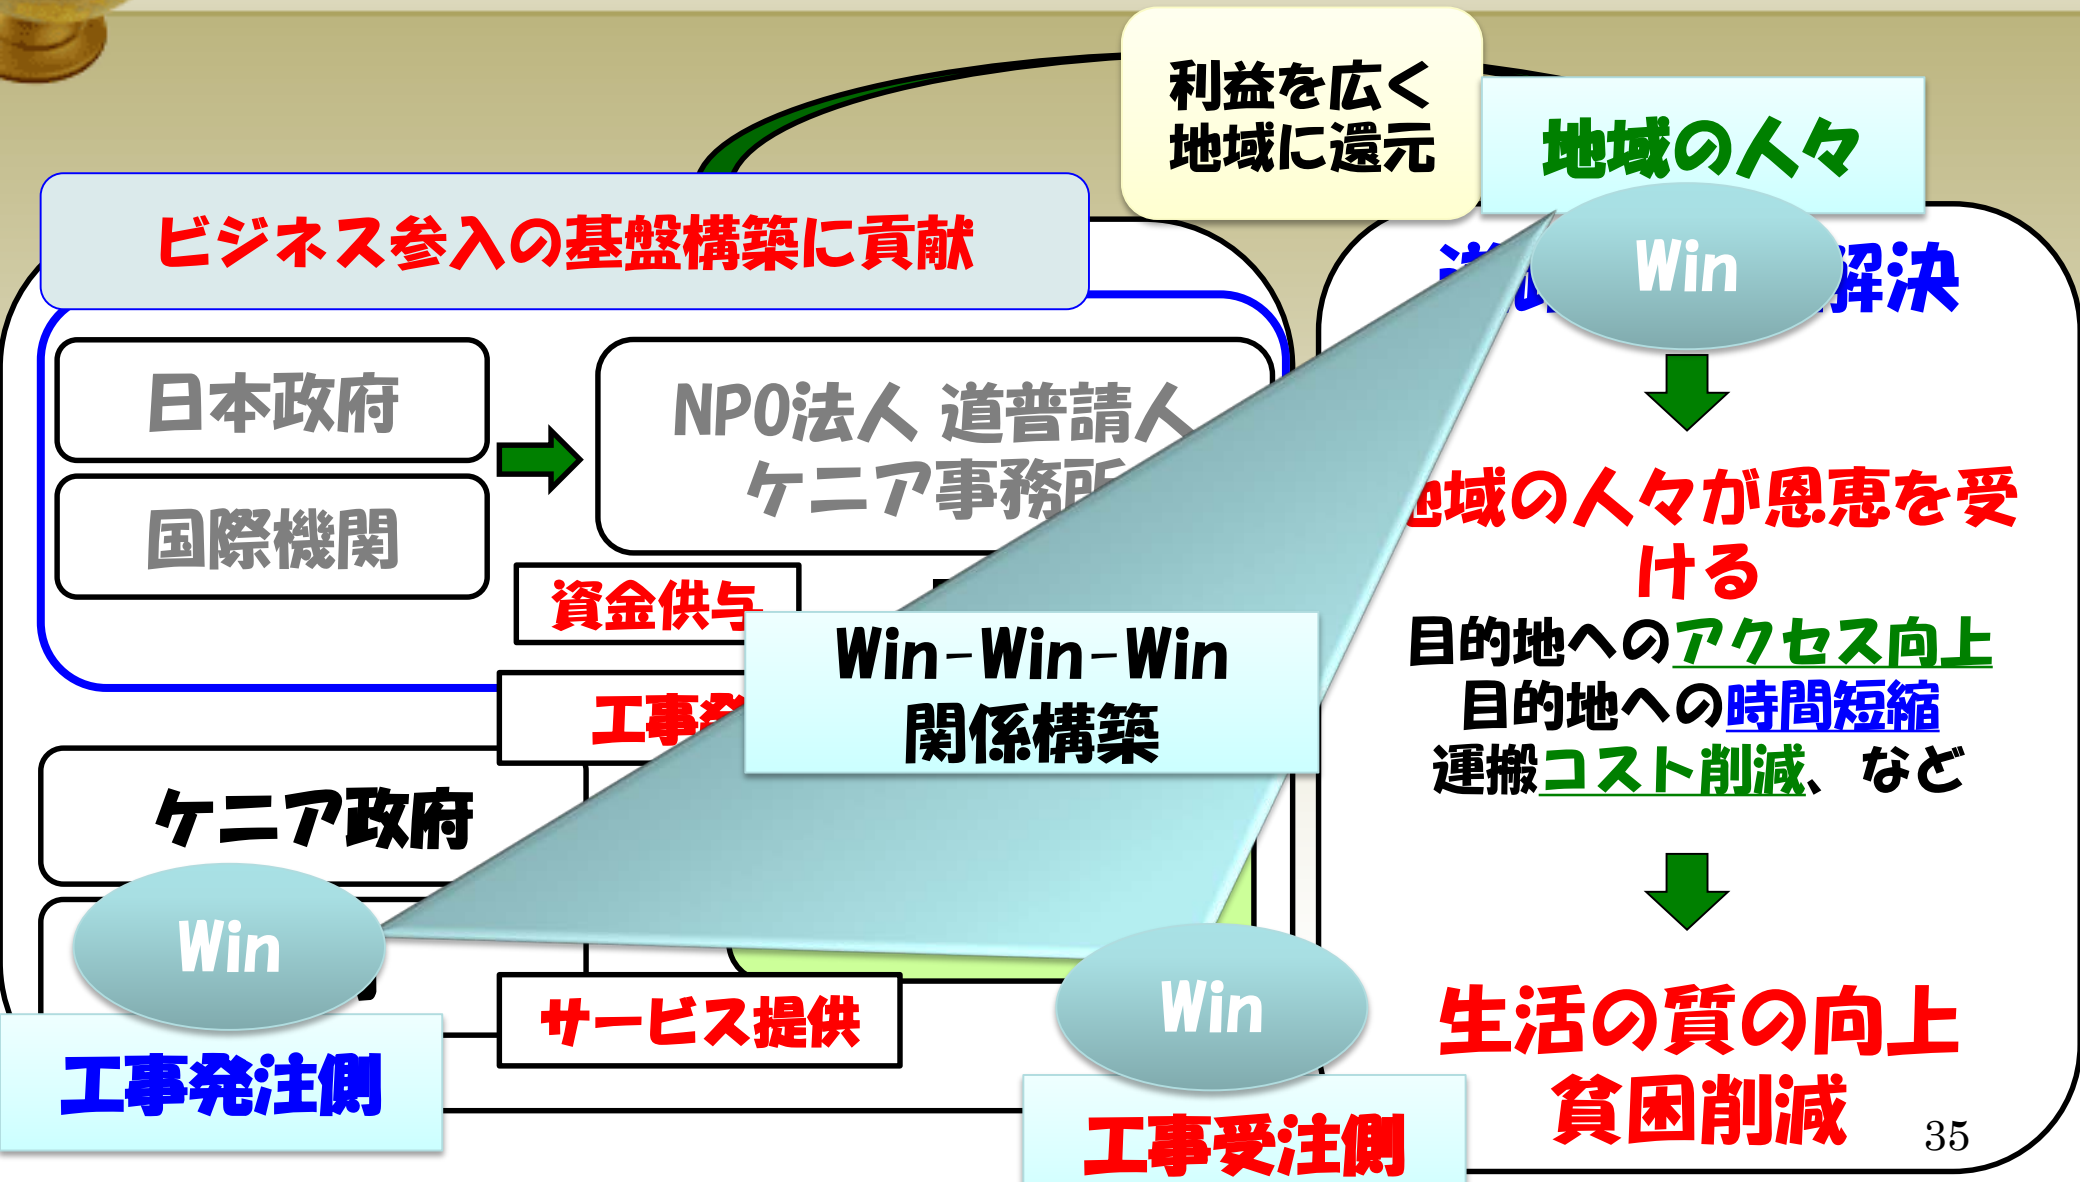 利益を広く
地域に還元
地域の人々
ビジネス参入の基盤構築に貢献
Win
解決
日本政府
国際機関
NPO法人 道普請人
ケニア事務所
資金供与
工事発
Win-Win-Win
関係構築
ケニア政府
Win
サービス提供
工事発注側
Win
工事受注側
地域の人々が恩恵を受
ける
目的地へのアクセス向上
目的地への時間短縮
運搬コスト削減、など
生活の質の向上
貧困削減
35